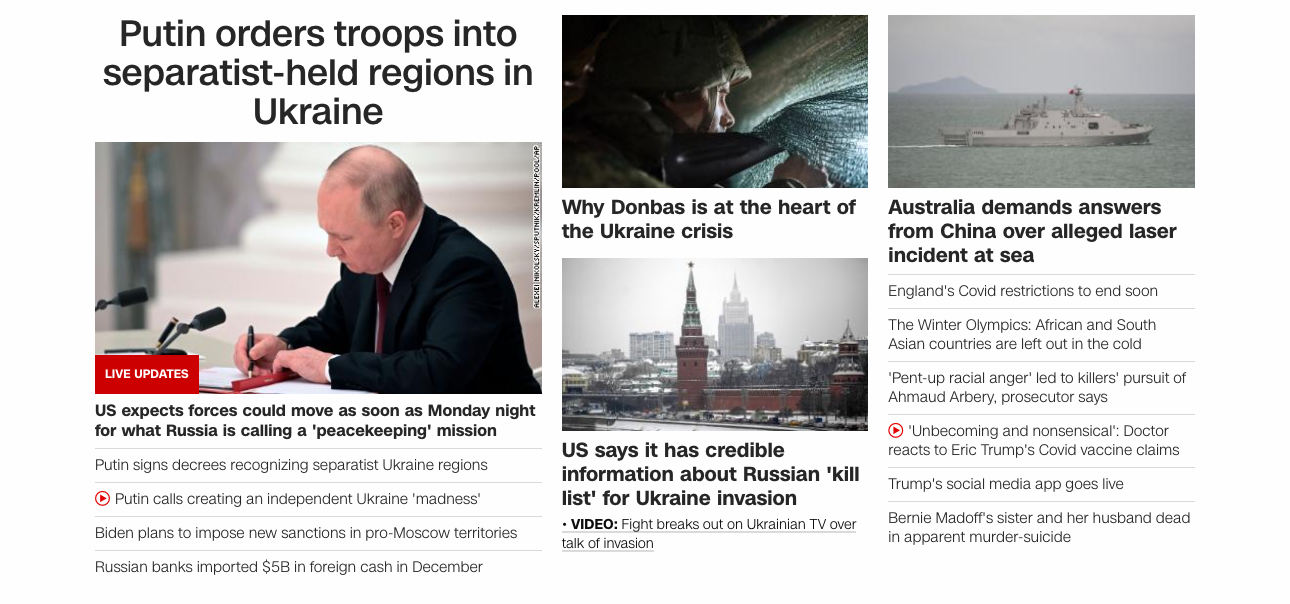 Putin orders troops into
separatist-held regions in
Ukraine
ALEXEI NIKOLSKY/SPUTNIK/KREMLIN/POOL/AP
LIVE UPDATES
US expects forces could move as soon as Monday night
for what Russia is calling a 'peacekeeping' mission
Putin signs decrees recognizing separatist Ukraine regions
Putin calls creating an independent Ukraine 'madness'
Biden plans to impose new sanctions in pro-Moscow territories
Russian banks imported $5B in foreign cash in December
Why Donbas is at the heart of
the Ukraine crisis
US says it has credible
information about Russian 'kill
list' for Ukraine invasion
• VIDEO: Fight breaks out on Ukrainian TV over
talk of invasion
Australia demands answers
from China over alleged laser
incident at sea
England's Covid restrictions to end soon
The Winter Olympics: African and South
Asian countries are left out in the cold
'Pent-up racial anger' led to killers' pursuit of
Ahmaud Arbery, prosecutor says
'Unbecoming and nonsensical': Doctor
reacts to Eric Trump's Covid vaccine claims
Trump's social media app goes live
Bernie Madoff's sister and her husband dead
in apparent murder-suicide